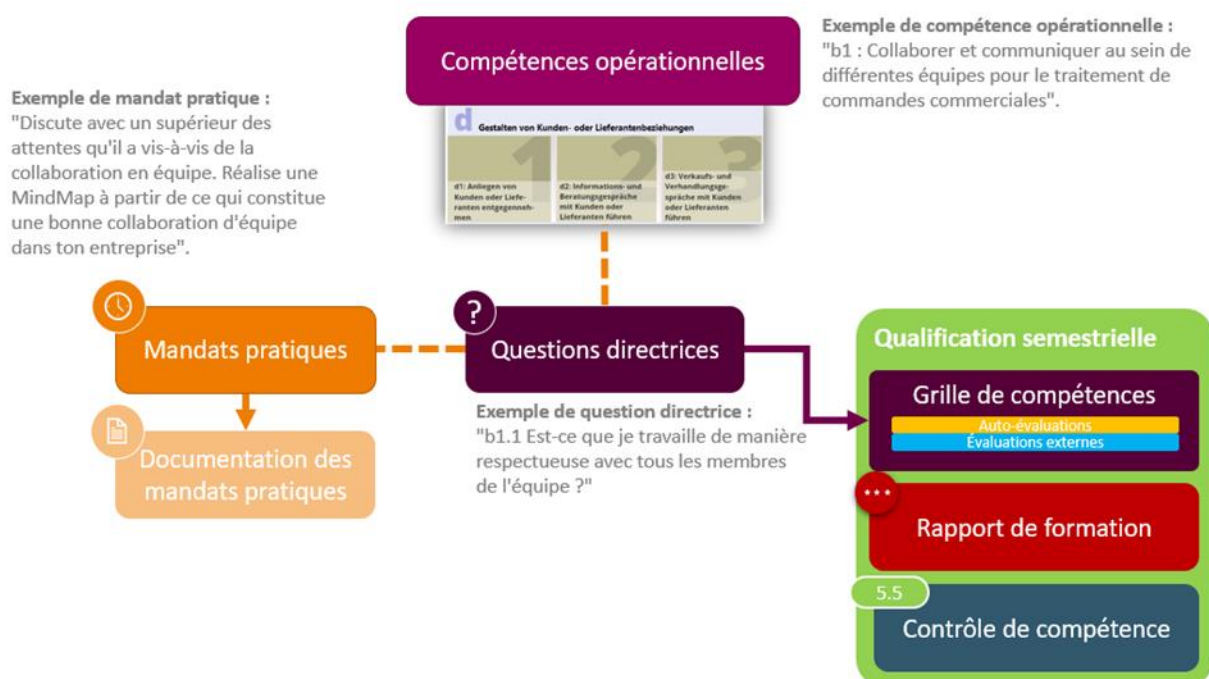 Compétences opérationnelles
Exemple de compétence opérationnelle :
"b1 : Collaborer et communiquer au sein de
différentes équipes pour le traitement de
commandes commerciales".
Exemple de mandat pratique :
"Discute avec un supérieur des
attentes qu'il a vis-à-vis de la
collaboration en équipe. Réalise une
MindMap à partir de ce qui constitue
une bonne collaboration d'équipe
dans ton entreprise".
d Gestalten von Kunden- oder Lieferantenbeziehungen
1
d1: Anliegen von
Kunden oder Liefe-
ranten entgegenneh-
men
2
d2: Informations- und
Beratungsgespräche
mit Kunden oder
Lieferanten führen
3
d3: Verkaufs- und
Verhandlungsge-
spräche mit Kunden
oder Lieferanten
führen
Mandats pratiques
Documentation des
mandats pratiques
?
Questions directrices
Exemple de question directrice :
"b1.1 Est-ce que je travaille de manière
respectueuse avec tous les membres
de l'équipe ?"
Qualification semestrielle
Grille de compétences
Auto-évaluations
Évaluations externes
Rapport de formation
5.5
Contrôle de compétence